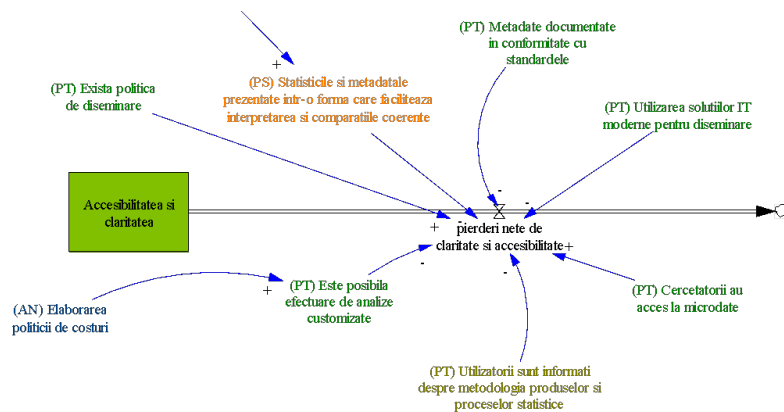 (PT) Metadate documentate
in conformitate cu
standardele
+
(PS) Statisticile si metadatale
prezentate intr-o forma care faciliteaza
interpretarea si comparatiile coerente
(PT) Exista politica
de diseminare
(PT) Utilizarea solutiilor IT
moderne pentru diseminare
Accesibilitatea si
claritatea
-
-
-
+
pierderi nete de
claritate si accesibilitate
+
-
-
(PT) Este posibila
efectuare de analize
customizate
+
(AN) Elaborarea
politicii de costuri
(PT) Cercetatorii au
acces la microdate
(PT) Utilizatorii sunt informati
despre metodologia produselor si
proceselor statistice